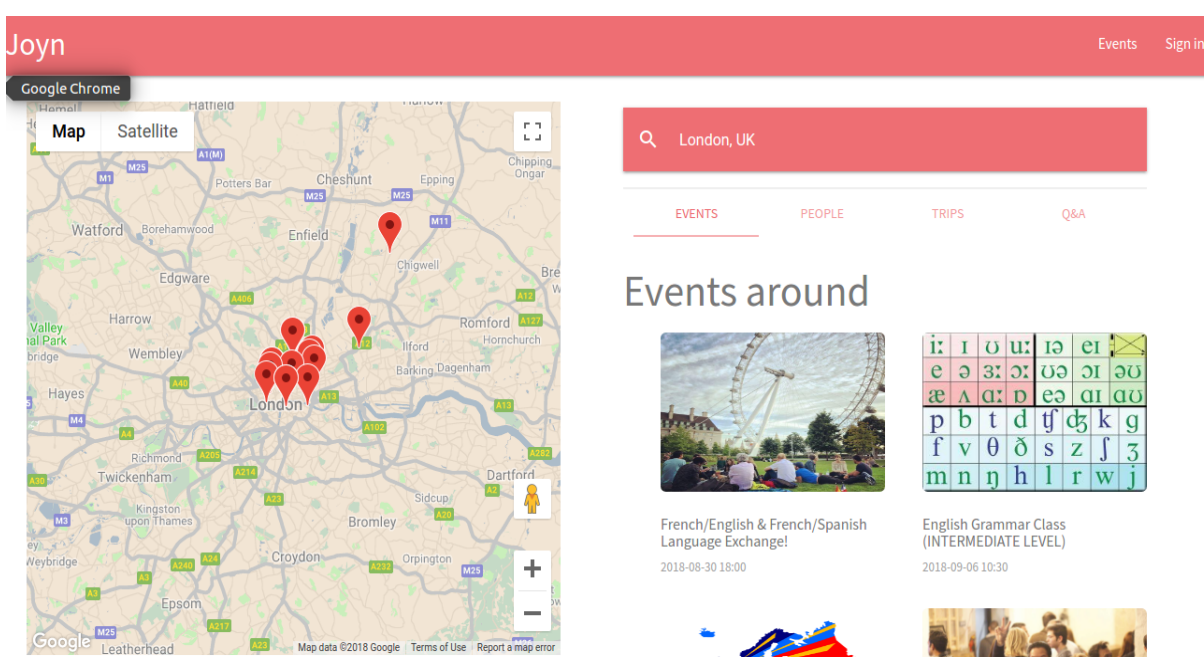 Joyn
Events Sign in
Google Chrome
Map Satellite
Hemel
Hatfield
A1(M)
M25
M1
Potters Bar
Cheshunt
Epping
Chipping
Ongar
M25
M25
Watford
Borehamwood
Enfield
M11
Chigwell
Edgware
A406
A12
Harrow
Valley
Romford
A127
Hornchurch
Wembley
Ilford
Barking
Dagenham
A40
Hayes
London
A13
A13
M4
A4
A102
Richmond
A205
A282
A30
Twickenham
A214
Dartford
A2
Sidcup
A23
M3
Kingston
upon Thames
Bromley
A20
Weybridge
A240
A24
Croydon
Orpington
A232
M25
A3
A3
Epsom
A217
M25
A23
Leatherhead
Google
Map data ©2018 Google Terms of Use Report a map error
London, UK
EVENTS PEOPLE TRIPS Q&A
Events around
iː ɪ ʊ uː ɪə eɪ
e ə ɜː ɔː ʊə ɔɪ əʊ
æ ʌ ɑː ɒ eə aɪ aʊ
p b t d tʃ dʒ k g
f v θ ð s z ʃ ʒ
m n ŋ h l r w j
French/English & French/Spanish
Language Exchange!
2018-08-30 18:00
English Grammar Class
(INTERMEDIATE LEVEL)
2018-09-06 10:30